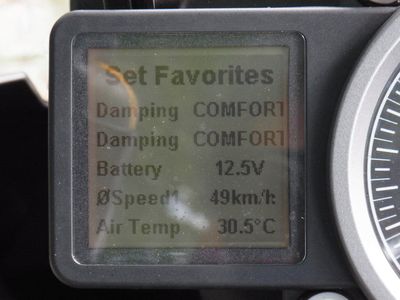 Set Favorites
Damping COMFORT
Damping COMFORT
Battery 12.5V
ØSpeed1 49km/h
Air Temp 30.5°C